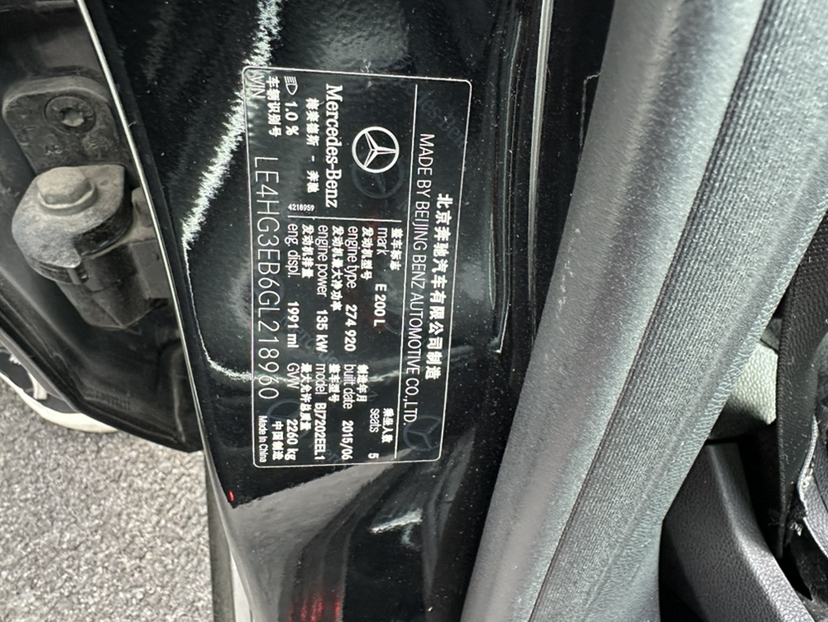 北京奔驰汽车有限公司制造
MADE BY BEIJING BENZ AUTOMOTIVE CO.,LTD.
Mercedes-Benz
梅赛德斯 - 奔驰
1.0 %
4218959
整车标志
mark E 200 L
乘坐人数
seats 5
发动机型号
engine type 274 920
制造年月
built date 2015/06
发动机最大净功率
engine power 135 kW
整车型号
model BJ7202EEL1
发动机排量
eng. displ. 1991 ml
最大允许总质量
GVW 2260 kg
车辆识别号
VIN LE4HG3EB6GL218960
中国制造
Made in China